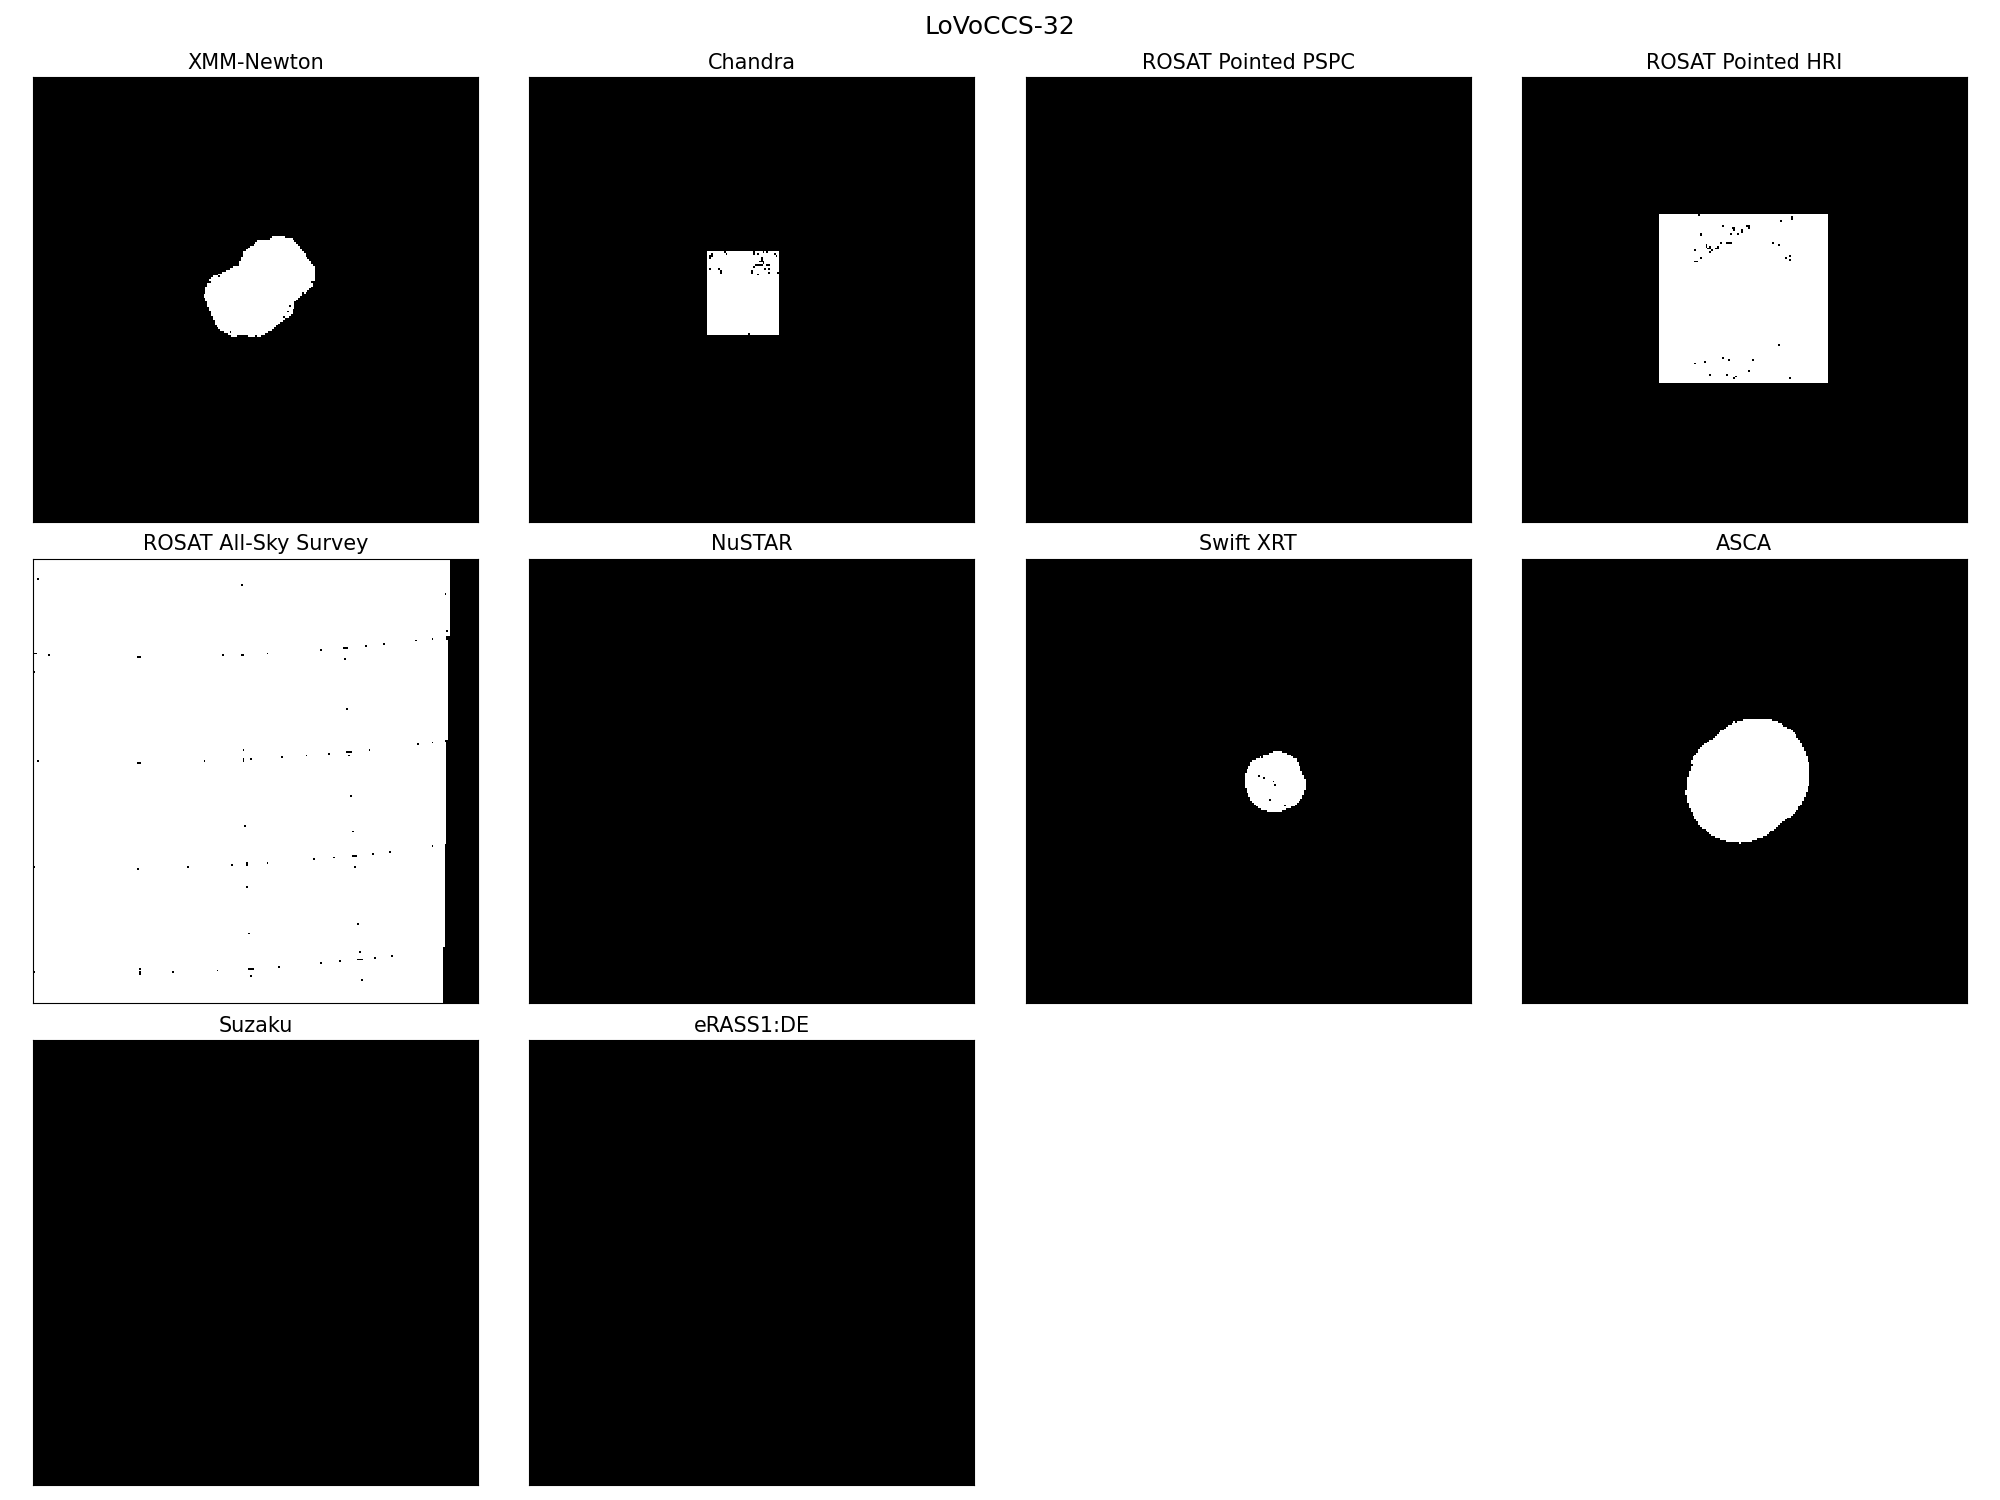 LoVoCCS-32
XMM-Newton
Chandra
ROSAT Pointed PSPC
ROSAT Pointed HRI
ROSAT All-Sky Survey
NuSTAR
Swift XRT
ASCA
Suzaku
eRASS1:DE